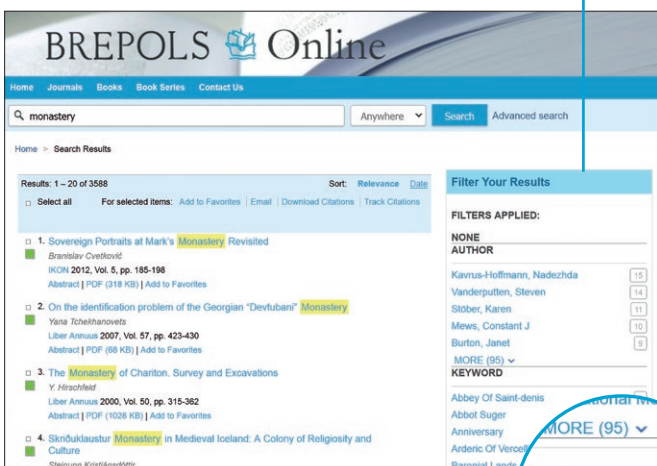 BREPOLS Online
Home Journals Books Book Series Contact Us
monastery Anywhere Search Advanced search
Home > Search Results
Results: 1 – 20 of 3588 Sort: Relevance Date
Select all For selected items: Add to Favorites | Email | Download Citations | Track Citations
1. Sovereign Portraits at Mark's Monastery Revisited
Branislav Cvetković
IKON 2012, Vol. 5, pp. 185-198
Abstract | PDF (318 KB) | Add to Favorites
2. On the identification problem of the Georgian “Devtubani” Monastery
Yana Tchekhanovets
Liber Annuus 2007, Vol. 57, pp. 423-430
Abstract | PDF (68 KB) | Add to Favorites
3. The Monastery of Chariton. Survey and Excavations
Y. Hirschfeld
Liber Annuus 2000, Vol. 50, pp. 315-362
Abstract | PDF (1028 KB) | Add to Favorites
4. Skriðuklaustur Monastery in Medieval Iceland: A Colony of Religiosity and
Culture
Steinunn Kristjánsdóttir
Filter Your Results
FILTERS APPLIED:
NONE
AUTHOR
Kavrus-Hoffmann, Nadezhda 15
Vanderputten, Steven 14
Stöber, Karen 11
Mews, Constant J 10
Burton, Janet 9
MORE (95)
KEYWORD
Abbey Of Saint-denis
Abbot Suger
Anniversary
Arderic Of
MORE (95)